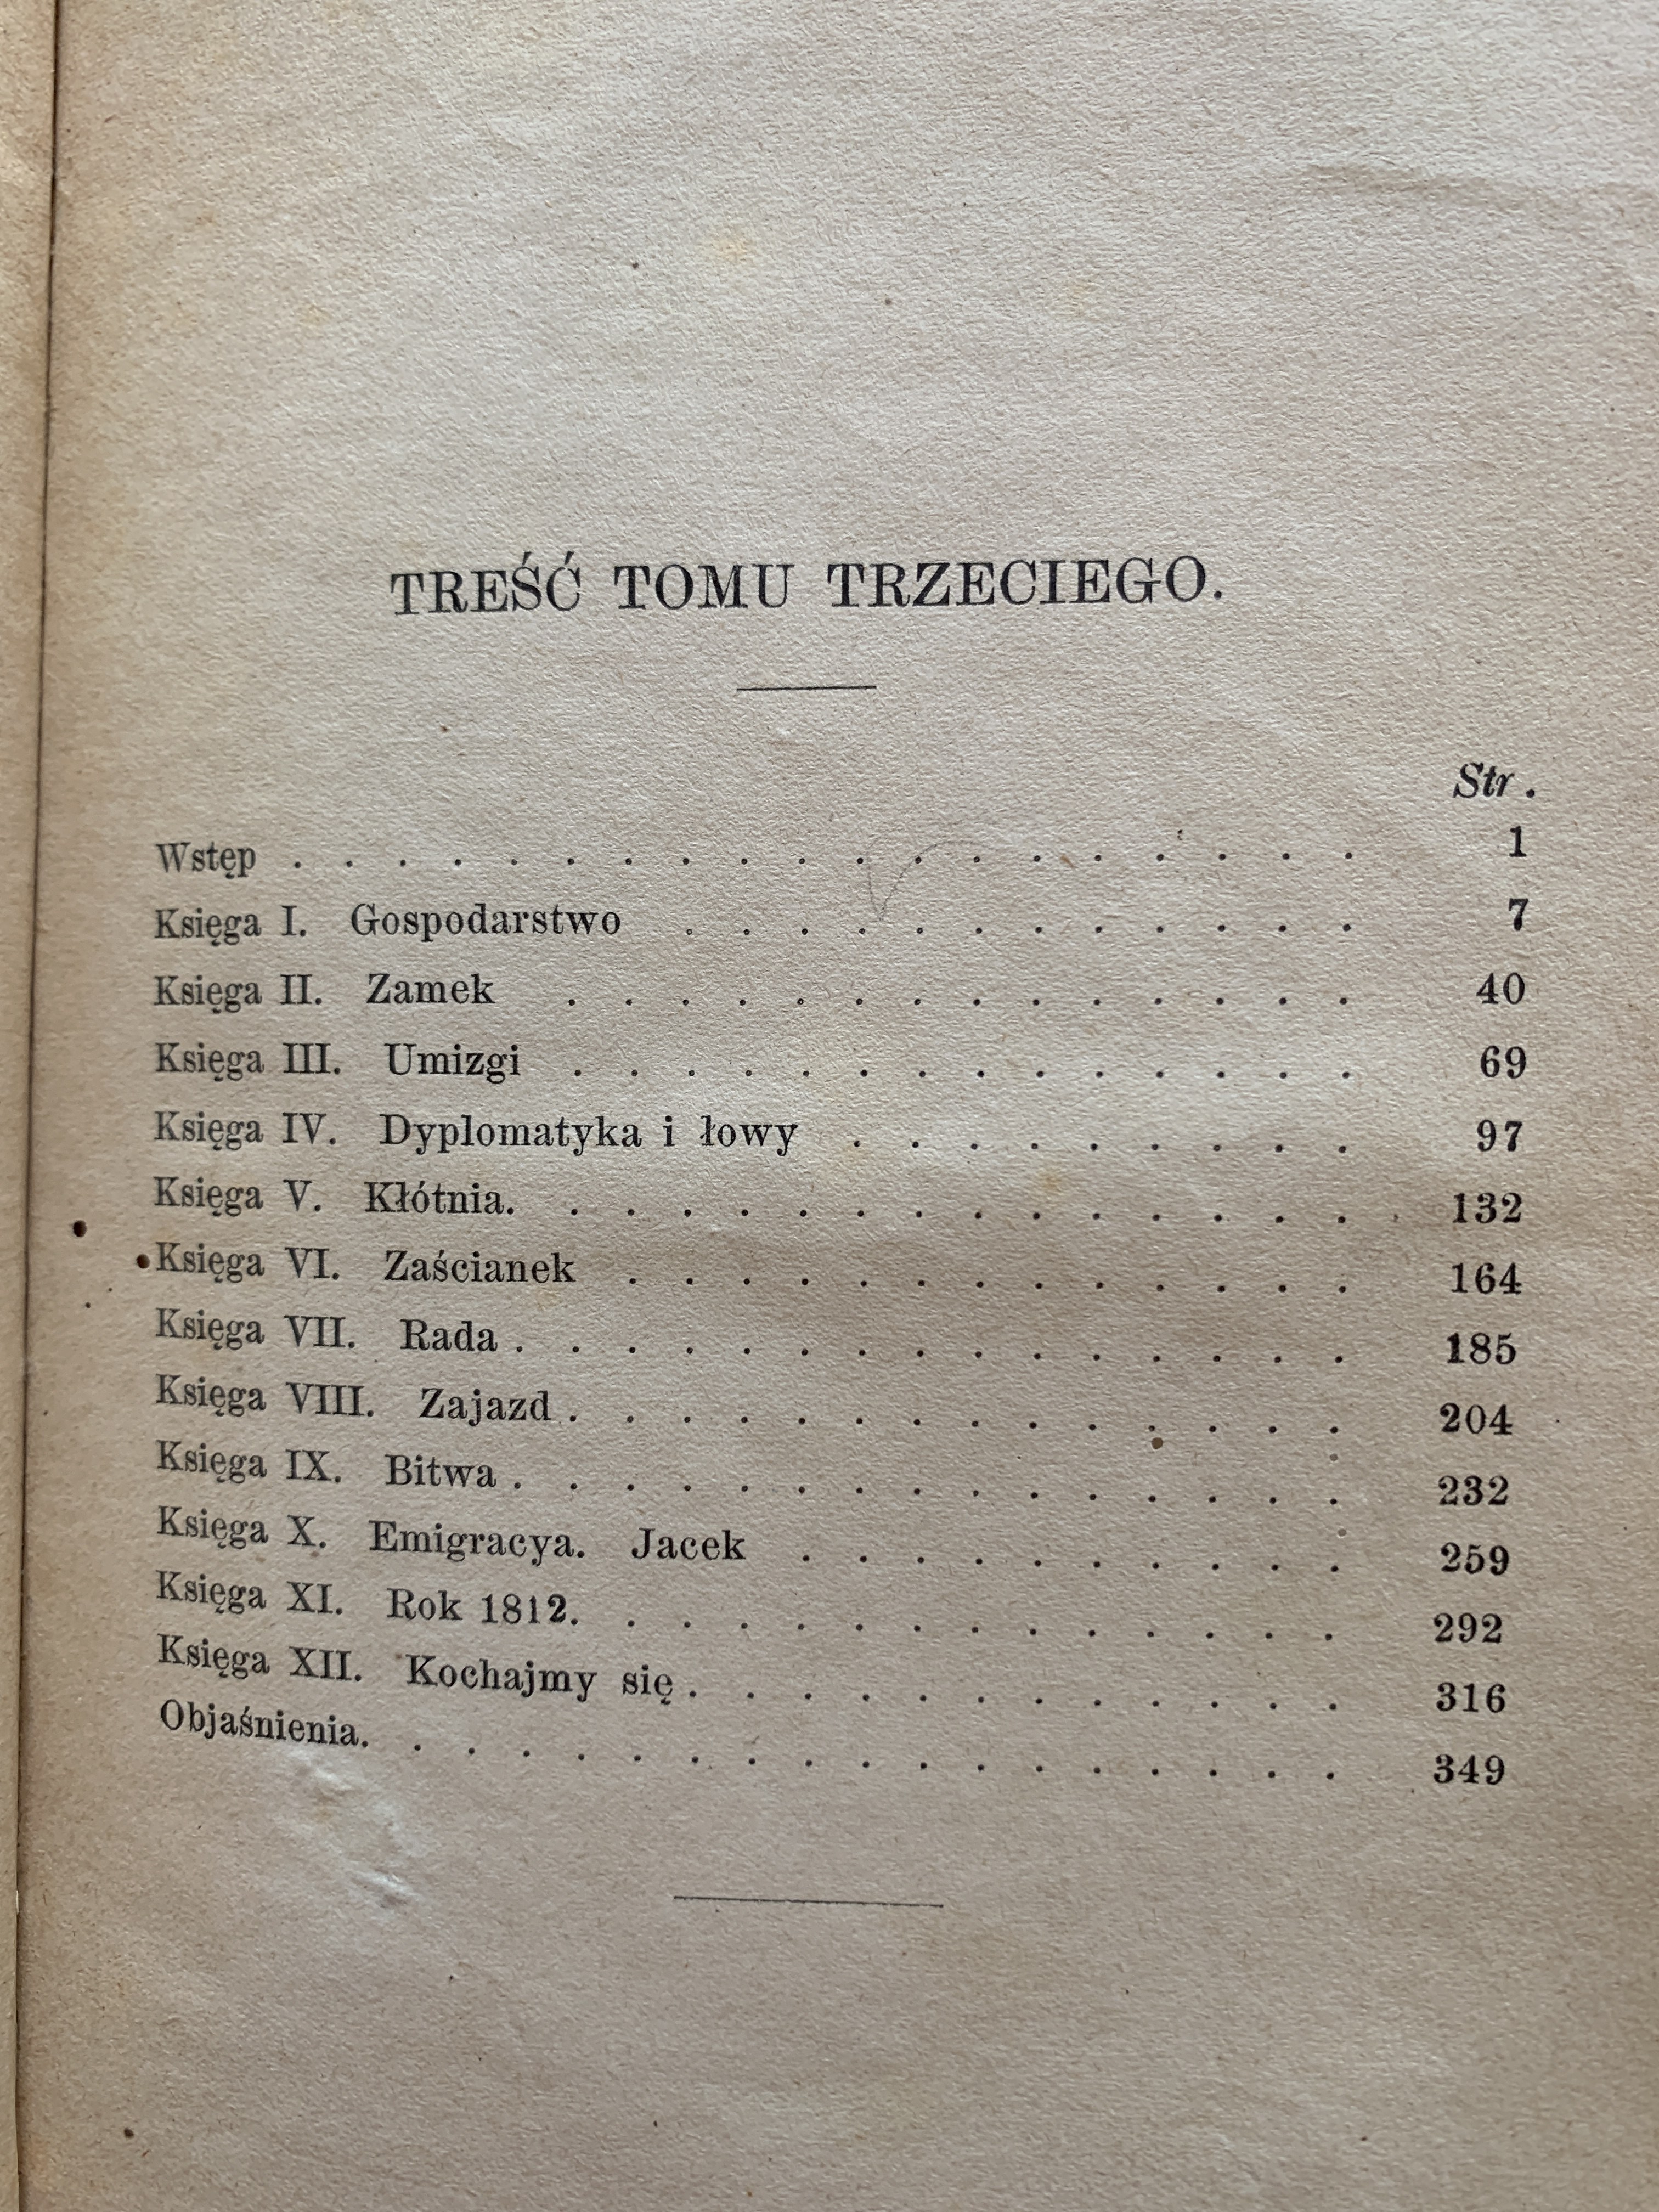 TREŚĆ TOMU TRZECIEGO.
Str.
Wstęp . . . . . . . . . . . . . . . . . . . 1
Księga I. Gospodarstwo . . . . . . . . . . . . 7
Księga II. Zamek . . . . . . . . . . . . . . 40
Księga III. Umizgi . . . . . . . . . . . . . . 69
Księga IV. Dyplomatyka i łowy . . . . . . . . . 97
Księga V. Kłótnia. . . . . . . . . . . . . . . 132
Księga VI. Zaścianek . . . . . . . . . . . . . 164
Księga VII. Rada . . . . . . . . . . . . . . . 185
Księga VIII. Zajazd . . . . . . . . . . . . . . 204
Księga IX. Bitwa . . . . . . . . . . . . . . . 232
Księga X. Emigracya. Jacek . . . . . . . . . . 259
Księga XI. Rok 1812. . . . . . . . . . . . . . 292
Księga XII. Kochajmy się . . . . . . . . . . . . 316
Objaśnienia. . . . . . . . . . . . . . . . . . 349